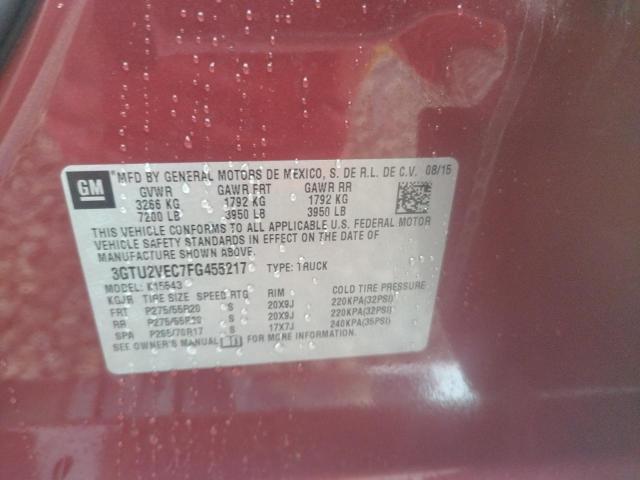 GM
MFD BY GENERAL MOTORS DE MEXICO, S. DE R.L. DE C.V. 08/15
GVWR GAWR FRT GAWR RR
3266 KG 1792 KG 1792 KG
7200 LB 3950 LB 3950 LB
THIS VEHICLE CONFORMS TO ALL APPLICABLE U.S. FEDERAL MOTOR
VEHICLE SAFETY STANDARDS IN EFFECT ON THE DATE OF
MANUFACTURE SHOWN ABOVE.
3GTU2VEC7FG455217 TYPE: TRUCK
MODEL: K15543
KGJR TIRE SIZE SPEED RTG RIM COLD TIRE PRESSURE
FRT P275/55R20 S 20X9J 220KPA(32PSI)
RR P275/55R20 S 20X9J 220KPA(32PSI)
SPA P265/70R17 S 17X7J 240KPA(35PSI)
SEE OWNER'S MANUAL FOR MORE INFORMATION.